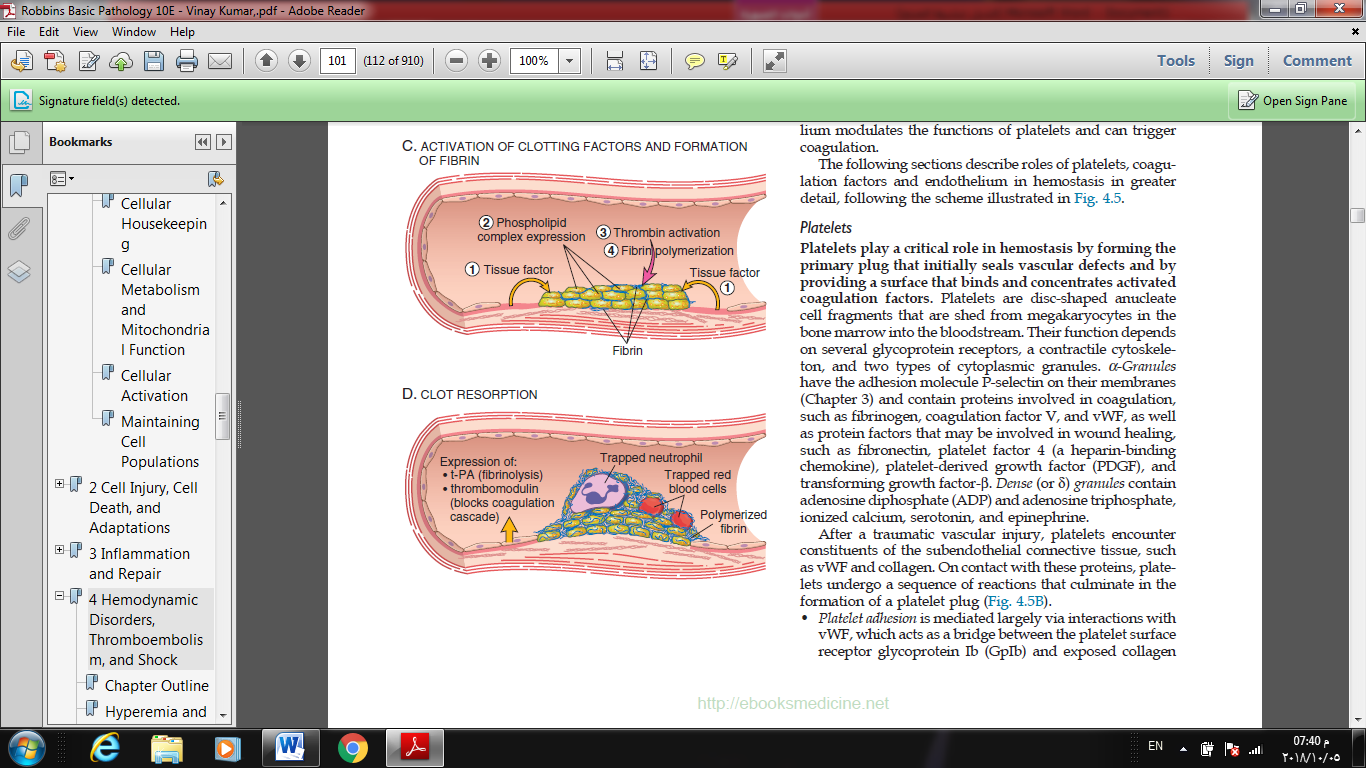 Robbins Basic Pathology 10E - Vinay Kumar,.pdf - Adobe Reader
File Edit View Window Help
101 (112 of 910) 100% Tools Sign Comment
Signature field(s) detected. Open Sign Pane
Bookmarks
Cellular
Housekeepin
g
Cellular
Metabolism
and
Mitochondria
l Function
Cellular
Activation
Maintaining
Cell
Populations
2 Cell Injury, Cell
Death, and
Adaptations
3 Inflammation
and Repair
4 Hemodynamic
Disorders,
Thromboembolis
m, and Shock
Chapter Outline
Hyperemia and
C. ACTIVATION OF CLOTTING FACTORS AND FORMATION
OF FIBRIN
2 Phospholipid
complex expression
3 Thrombin activation
4 Fibrin polymerization
1 Tissue factor
Tissue factor
1
Fibrin
D. CLOT RESORPTION
Expression of:
• t-PA (fibrinolysis)
• thrombomodulin
(blocks coagulation
cascade)
Trapped neutrophil
Trapped red
blood cells
Polymerized
fibrin
lium modulates the functions of platelets and can trigger
coagulation.
The following sections describe roles of platelets, coagu-
lation factors and endothelium in hemostasis in greater
detail, following the scheme illustrated in Fig. 4.5.
Platelets
Platelets play a critical role in hemostasis by forming the
primary plug that initially seals vascular defects and by
providing a surface that binds and concentrates activated
coagulation factors. Platelets are disc-shaped anucleate
cell fragments that are shed from megakaryocytes in the
bone marrow into the bloodstream. Their function depends
on several glycoprotein receptors, a contractile cytoskele-
ton, and two types of cytoplasmic granules. α-Granules
have the adhesion molecule P-selectin on their membranes
(Chapter 3) and contain proteins involved in coagulation,
such as fibrinogen, coagulation factor V, and vWF, as well
as protein factors that may be involved in wound healing,
such as fibronectin, platelet factor 4 (a heparin-binding
chemokine), platelet-derived growth factor (PDGF), and
transforming growth factor-β. Dense (or δ) granules contain
adenosine diphosphate (ADP) and adenosine triphosphate,
ionized calcium, serotonin, and epinephrine.
After a traumatic vascular injury, platelets encounter
constituents of the subendothelial connective tissue, such
as vWF and collagen. On contact with these proteins, plate-
lets undergo a sequence of reactions that culminate in the
formation of a platelet plug (Fig. 4.5B).
• Platelet adhesion is mediated largely via interactions with
vWF, which acts as a bridge between the platelet surface
receptor glycoprotein Ib (GpIb) and exposed collagen
http://ebooksmedicine.net
EN
07:40 م
٢٠١٨/١٠/٠٥